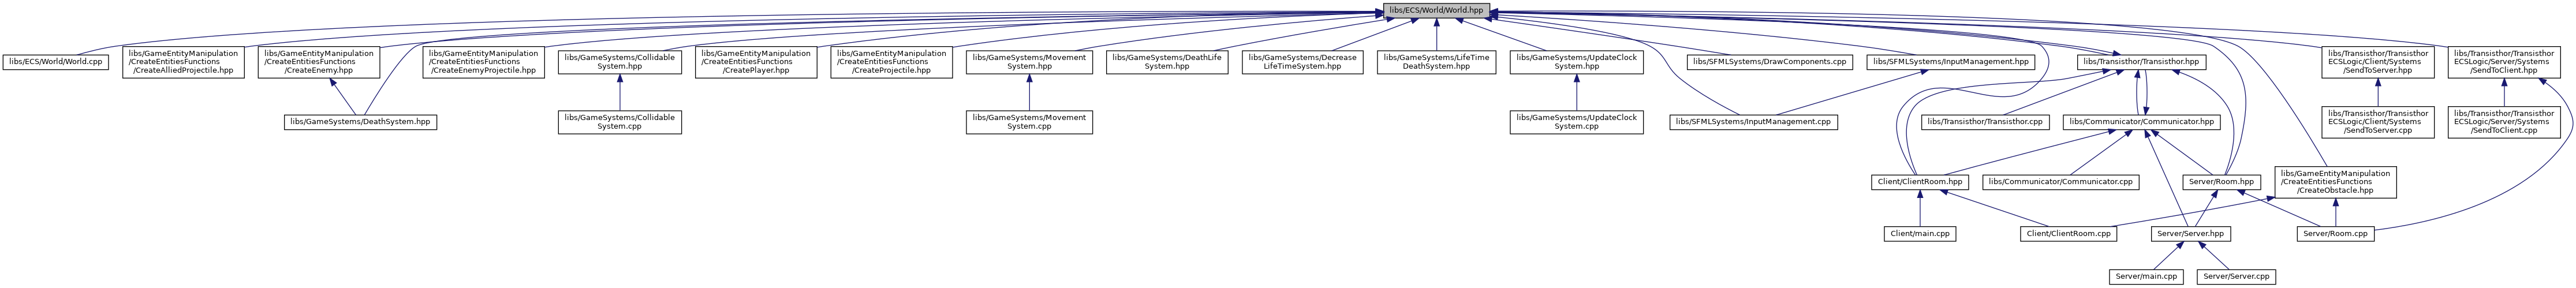 libs/ECS/World/World.hpp
libs/ECS/World/World.cpp
libs/GameEntityManipulation
/CreateEntitiesFunctions
/CreateAlliedProjectile.hpp
libs/GameEntityManipulation
/CreateEntitiesFunctions
/CreateEnemy.hpp
libs/GameEntityManipulation
/CreateEntitiesFunctions
/CreateEnemyProjectile.hpp
libs/GameSystems/Collidable
System.hpp
libs/GameEntityManipulation
/CreateEntitiesFunctions
/CreatePlayer.hpp
libs/GameEntityManipulation
/CreateEntitiesFunctions
/CreateProjectile.hpp
libs/GameSystems/Movement
System.hpp
libs/GameSystems/DeathLife
System.hpp
libs/GameSystems/Decrease
LifeTimeSystem.hpp
libs/GameSystems/LifeTime
DeathSystem.hpp
libs/GameSystems/UpdateClock
System.hpp
libs/SFMLSystems/DrawComponents.cpp
libs/SFMLSystems/InputManagement.hpp
libs/Transisthor/Transisthor.hpp
libs/Transisthor/Transisthor
ECSLogic/Client/Systems
/SendToServer.hpp
libs/Transisthor/Transisthor
ECSLogic/Server/Systems
/SendToClient.hpp
libs/GameSystems/DeathSystem.hpp
libs/GameSystems/Collidable
System.cpp
libs/GameSystems/Movement
System.cpp
libs/GameSystems/UpdateClock
System.cpp
libs/SFMLSystems/InputManagement.cpp
libs/Transisthor/Transisthor.cpp
libs/Communicator/Communicator.hpp
libs/Transisthor/Transisthor
ECSLogic/Client/Systems
/SendToServer.cpp
libs/Transisthor/Transisthor
ECSLogic/Server/Systems
/SendToClient.cpp
Client/ClientRoom.hpp
libs/Communicator/Communicator.cpp
Server/Room.hpp
libs/GameEntityManipulation
/CreateEntitiesFunctions
/CreateObstacle.hpp
Client/main.cpp
Client/ClientRoom.cpp
Server/Server.hpp
Server/Room.cpp
Server/main.cpp
Server/Server.cpp